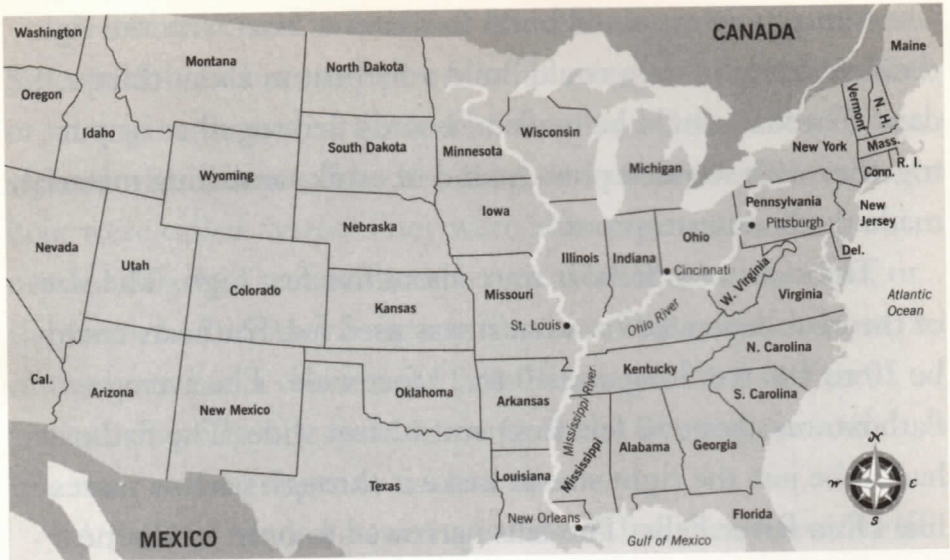 Washington
Montana
North Dakota
CANADA
Maine
Oregon
Idaho
South Dakota
Minnesota
Wisconsin
Michigan
New York
Vermont
N. H.
Mass.
R. I.
Conn.
Wyoming
Iowa
Pennsylvania
Pittsburgh
New
Jersey
Nevada
Utah
Nebraska
Illinois
Indiana
Ohio
Cincinnati
Del.
W. Virginia
Virginia
Colorado
Kansas
Missouri
St. Louis
Ohio River
Atlantic
Ocean
Cal.
Arizona
New Mexico
Oklahoma
Arkansas
Kentucky
N. Carolina
S. Carolina
Mississippi River
Mississippi
Alabama
Georgia
Texas
Louisiana
New Orleans
Florida
MEXICO
Gulf of Mexico
S